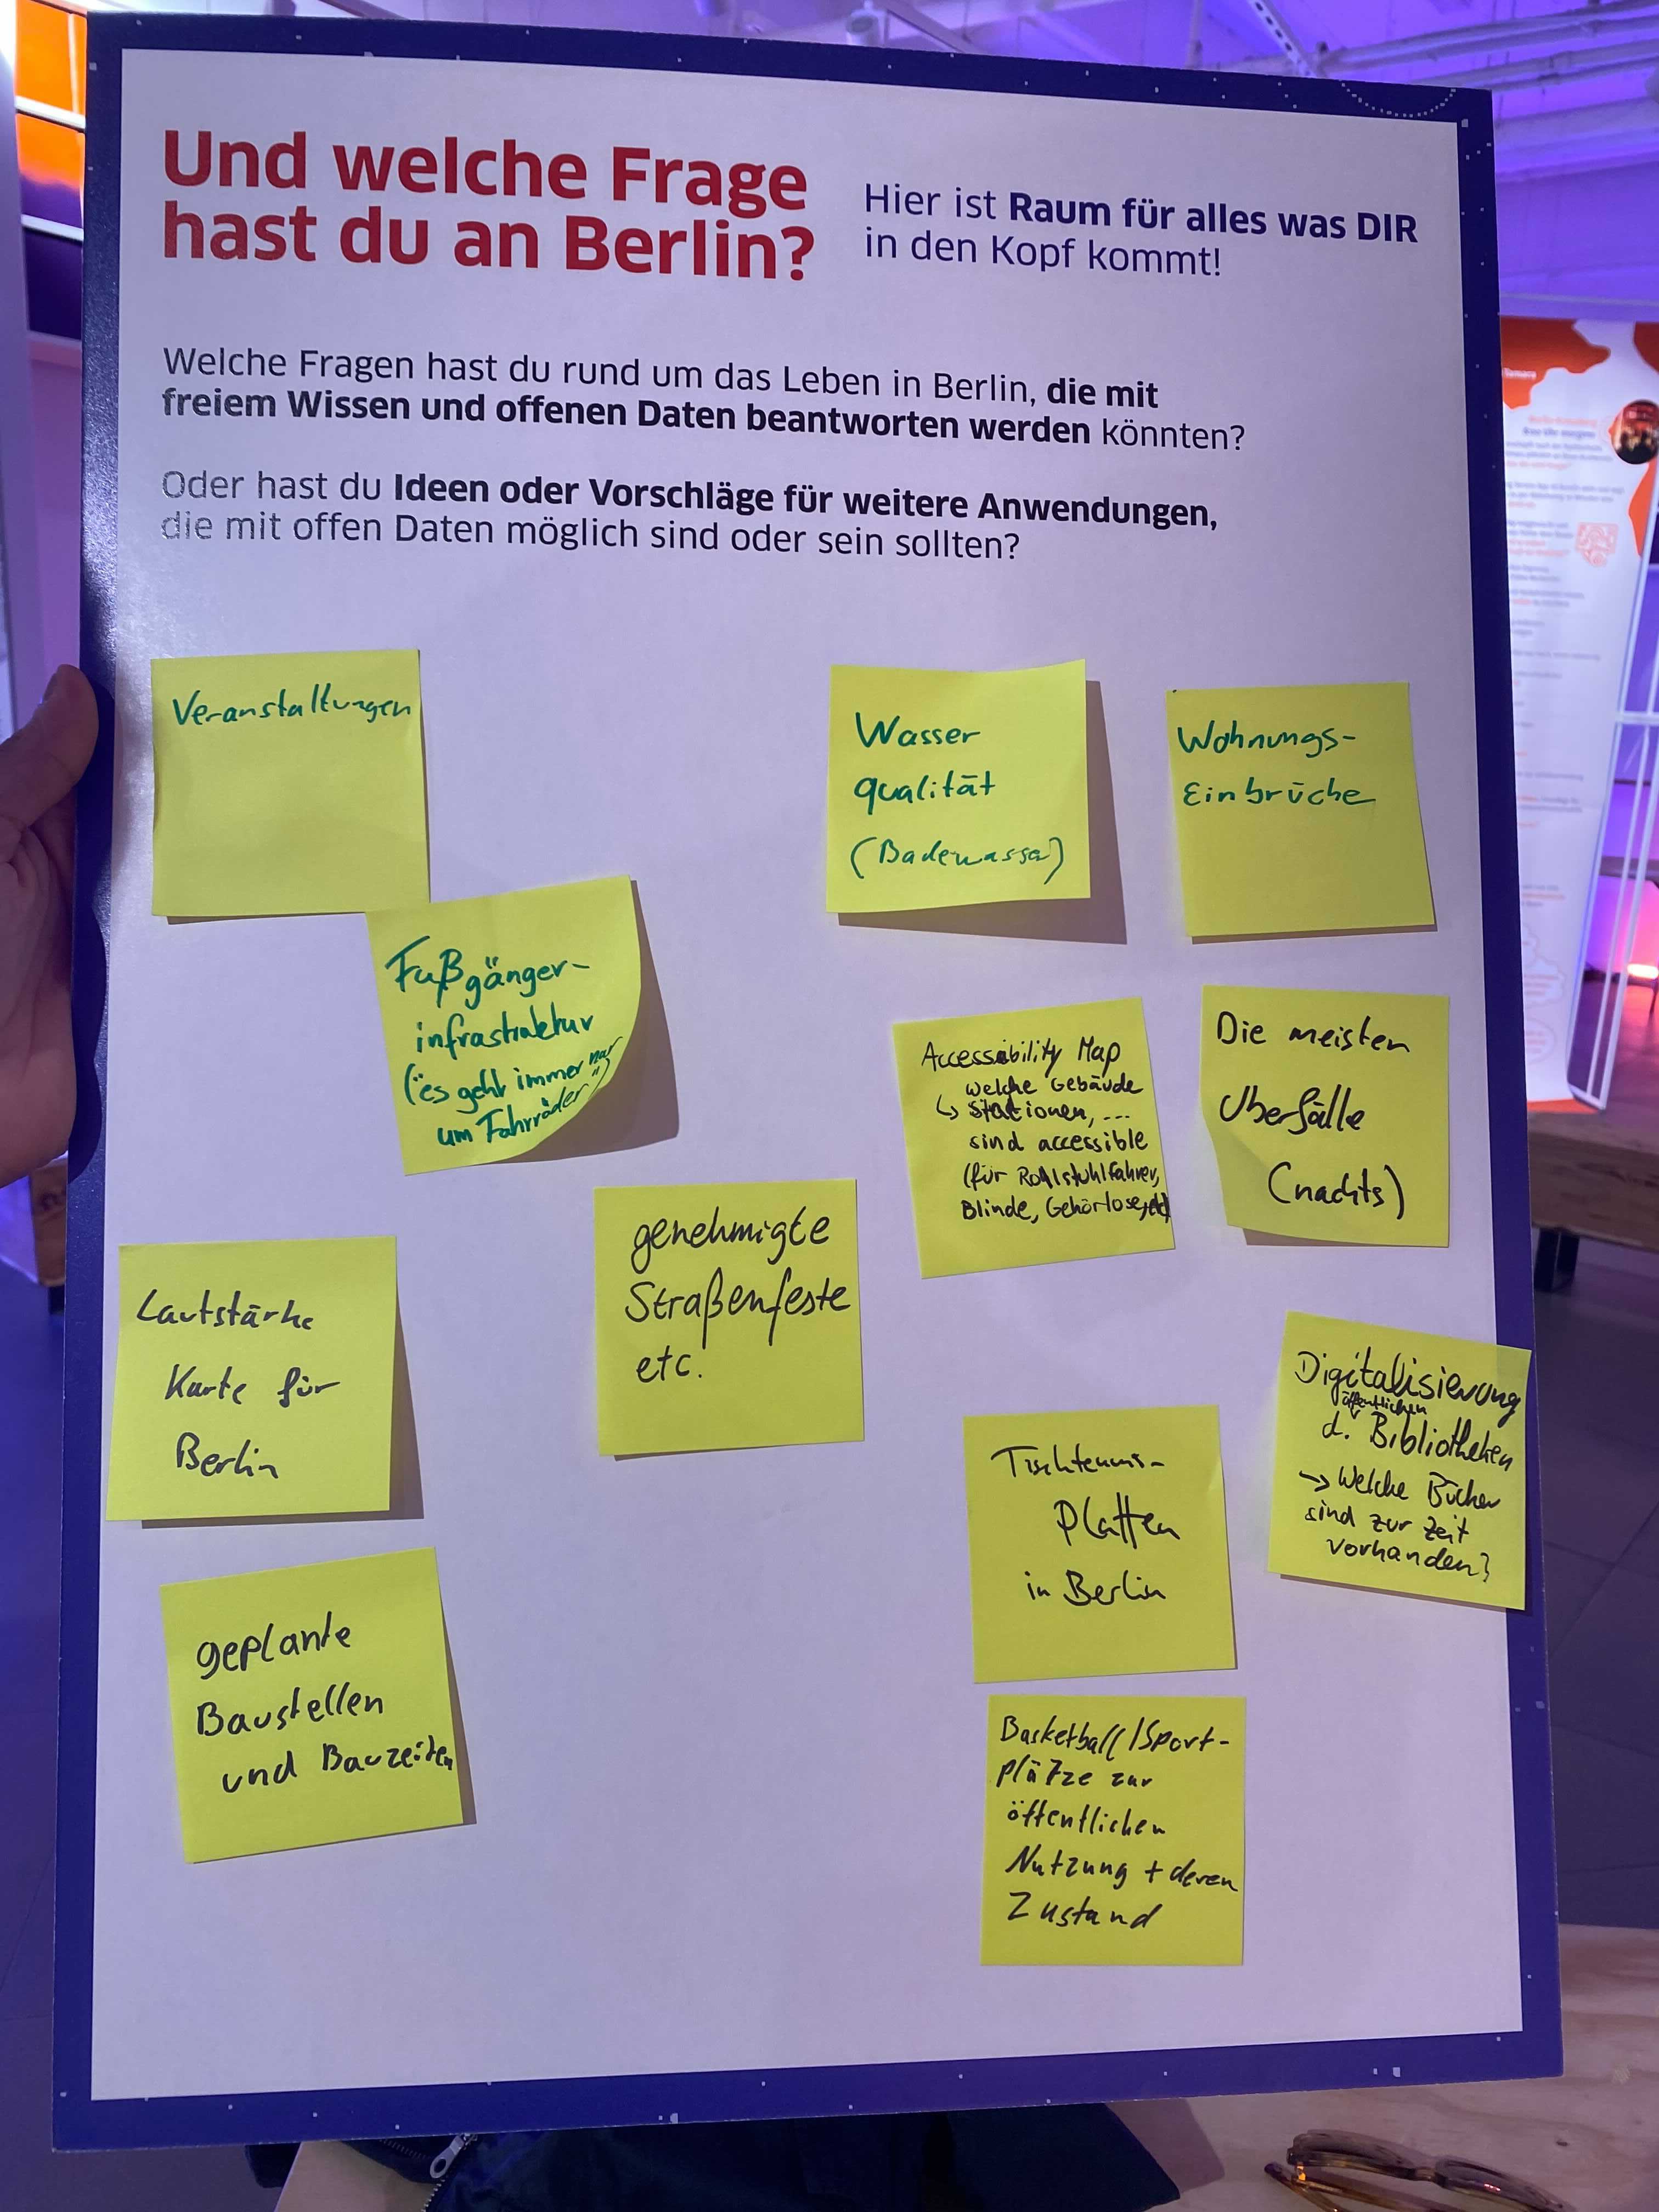 Und welche Frage
hast du an Berlin?
Hier ist Raum für alles was DIR
in den Kopf kommt!
Welche Fragen hast du rund um das Leben in Berlin, die mit
freiem Wissen und offenen Daten beantworten werden könnten?
Oder hast du Ideen oder Vorschläge für weitere Anwendungen,
die mit offen Daten möglich sind oder sein sollten?
Veranstaltungen
Wasser
qualität
(Badewasser)
Wohnungs-
Einbrüche
Fußgänger-
infrastruktur
("es geht immer nur
um Fahrräder")
Accessibility Map
welche Gebäude
↳ Stationen, ...
sind accessible
(für Rollstuhlfahrer,
Blinde, Gehörlose, etc)
Die meisten
Überfälle
(nachts)
genehmigte
Straßenfeste
etc.
Lautstärke
Karte für
Berlin
Digitalisierung
d. öffentlichen Bibliotheken
→ Welche Bücher
sind zur Zeit
vorhanden?
Tischtennis-
Platten
in Berlin
geplante
Baustellen
und Bauzeiten
Basketball/Sport-
plätze zur
öffentlichen
Nutzung + deren
Zustand